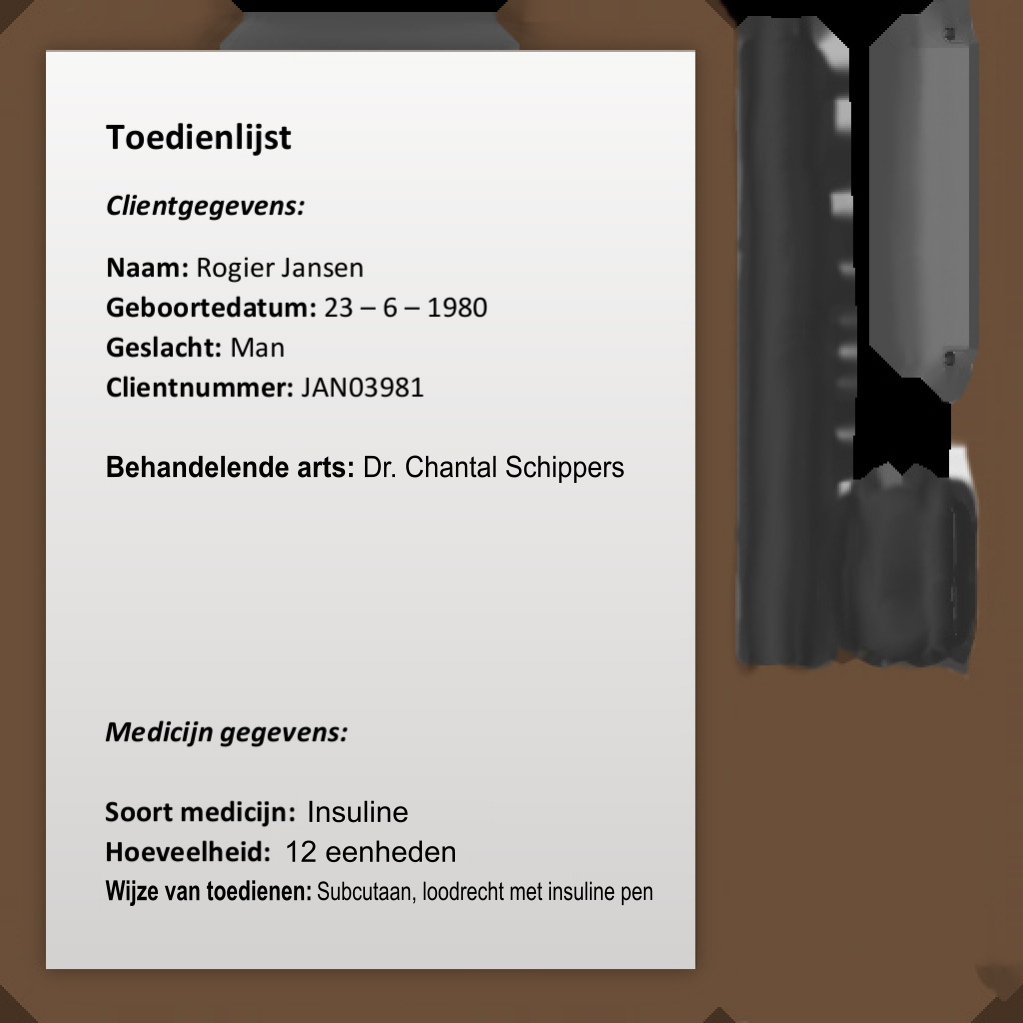 Toedienlijst
Clientgegevens:
Naam: Rogier Jansen
Geboortedatum: 23 – 6 – 1980
Geslacht: Man
Clientnummer: JAN03981
Behandelende arts: Dr. Chantal Schippers
Medicijn gegevens:
Soort medicijn: Insuline
Hoeveelheid: 12 eenheden
Wijze van toedienen: Subcutaan, loodrecht met insuline pen